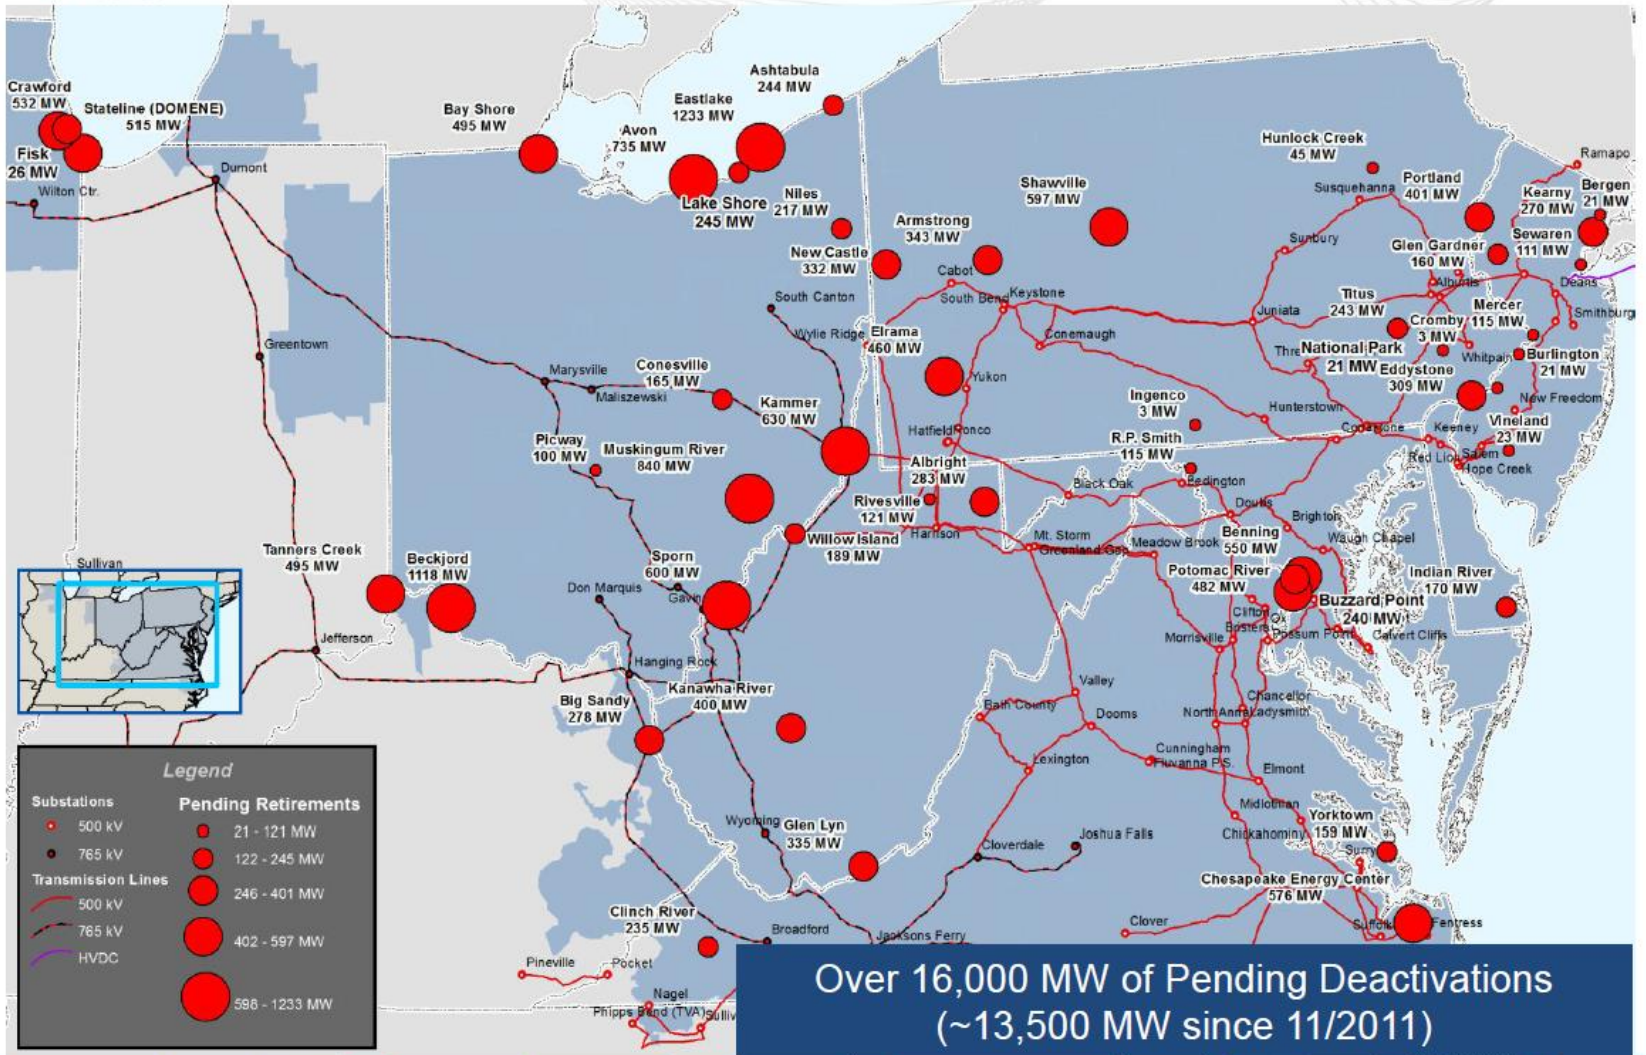 Crawford
532 MW
Stateline (DOMENE)
515 MW
Fisk
26 MW
Wilton Ctr.
Dumont
Bay Shore
495 MW
Avon
735 MW
Eastlake
1233 MW
Ashtabula
244 MW
Lake Shore
245 MW
Niles
217 MW
New Castle
332 MW
Armstrong
343 MW
Shawville
597 MW
Hunlock Creek
45 MW
Susquehanna
Portland
401 MW
Kearny
270 MW
Bergen
21 MW
Ramapo
Sewaren
111 MW
Glen Gardner
160 MW
Sunbury
Cabot
South Bend
Keystone
Conemaugh
Juniata
Titus
243 MW
Alburtis
Mercer
115 MW
Deans
Smithburg
Cromby
3 MW
Whitpain
Burlington
21 MW
National Park
21 MW
Eddystone
309 MW
New Freedom
Vineland
23 MW
Greentown
South Canton
Wylie Ridge
Elrama
460 MW
Yukon
Marysville
Maliszewski
Conesville
165 MW
Kammer
630 MW
Picway
100 MW
Muskingum River
840 MW
Hatfield
Ronco
Ingenco
3 MW
R.P. Smith
115 MW
Hunterstown
Conastone
Keeney
Red Lion
Salem
Hope Creek
Albright
283 MW
Rivesville
121 MW
Harrison
Willow Island
189 MW
Black Oak
Bedington
Doubs
Brighton
Waugh Chapel
Mt. Storm
Greenland Gap
Meadow Brook
Benning
550 MW
Potomac River
482 MW
Buzzard Point
240 MW
Indian River
170 MW
Clifton
Ox
Possum Point
Calvert Cliffs
Morrisville
Sullivan
Tanners Creek
495 MW
Beckjord
1118 MW
Sporn
600 MW
Don Marquis
Gavin
Jefferson
Hanging Rock
Big Sandy
278 MW
Kanawha River
400 MW
Valley
Bath County
Dooms
Lexington
Cunningham
Fluvanna P.S.
Chancellor
North Anna
Ladysmith
Elmont
Midlothian
Chickahominy
Yorktown
159 MW
Surry
Wyoming
Glen Lyn
335 MW
Cloverdale
Joshua Falls
Chesapeake Energy Center
576 MW
Suffolk
Fentress
Clover
Clinch River
235 MW
Broadford
Jacksons Ferry
Pineville
Pocket
Nagel
Phipps Bend (TVA)
Legend
Substations
500 kV
765 kV
Transmission Lines
500 kV
765 kV
HVDC
Pending Retirements
21 - 121 MW
122 - 245 MW
246 - 401 MW
402 - 597 MW
598 - 1233 MW
Over 16,000 MW of Pending Deactivations
(~13,500 MW since 11/2011)